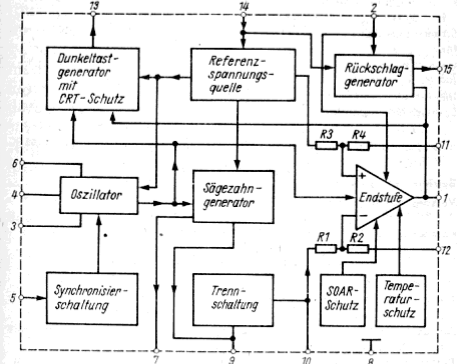 13
14
2
Dunkeltast-
generator
mit
CRT-Schutz
Referenz-
spannungs-
quelle
Rückschlag-
generator
15
R3
R4
11
6
4
3
Oszillator
Sägezahn-
generator
+
Endstufe
−
1
R1
R2
12
5
Synchronisier-
schaltung
Trenn-
schaltung
SOAR-
Schutz
Tempe-
ratur-
schutz
7
9
10
8